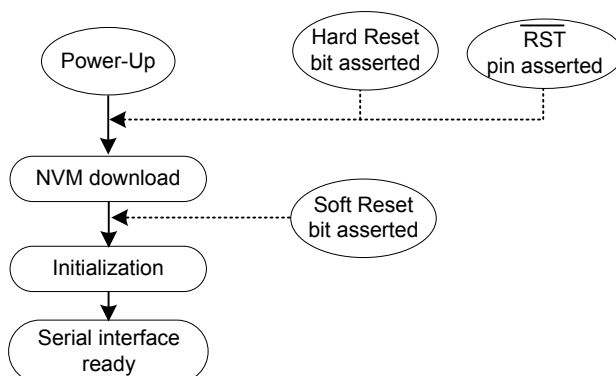 Power-Up
Hard Reset
bit asserted
RST
pin asserted
NVM download
Soft Reset
bit asserted
Initialization
Serial interface
ready